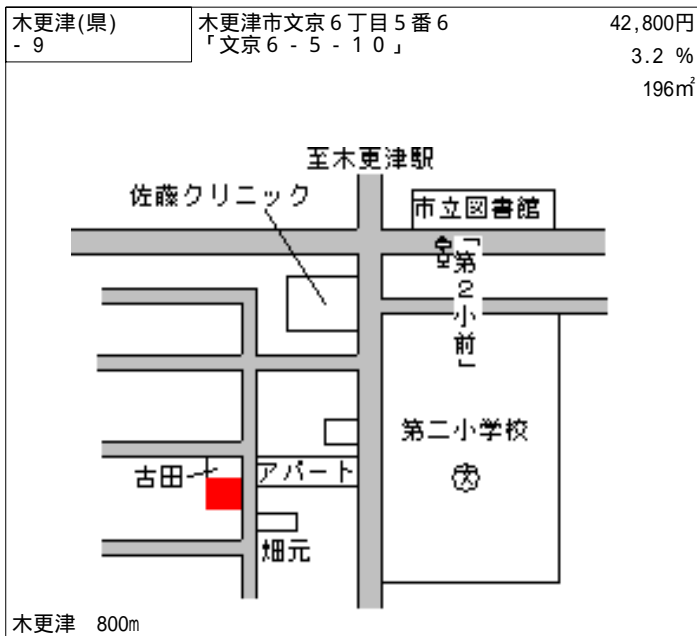 木更津(県)
- 9
木更津市文京６丁目５番６
「文京６－５－１０」
42,800円
3.2 %
196㎡
至木更津駅
佐藤クリニック
市立図書館
「第２小前」
第二小学校
古田
アパート
畑元
木更津 800m